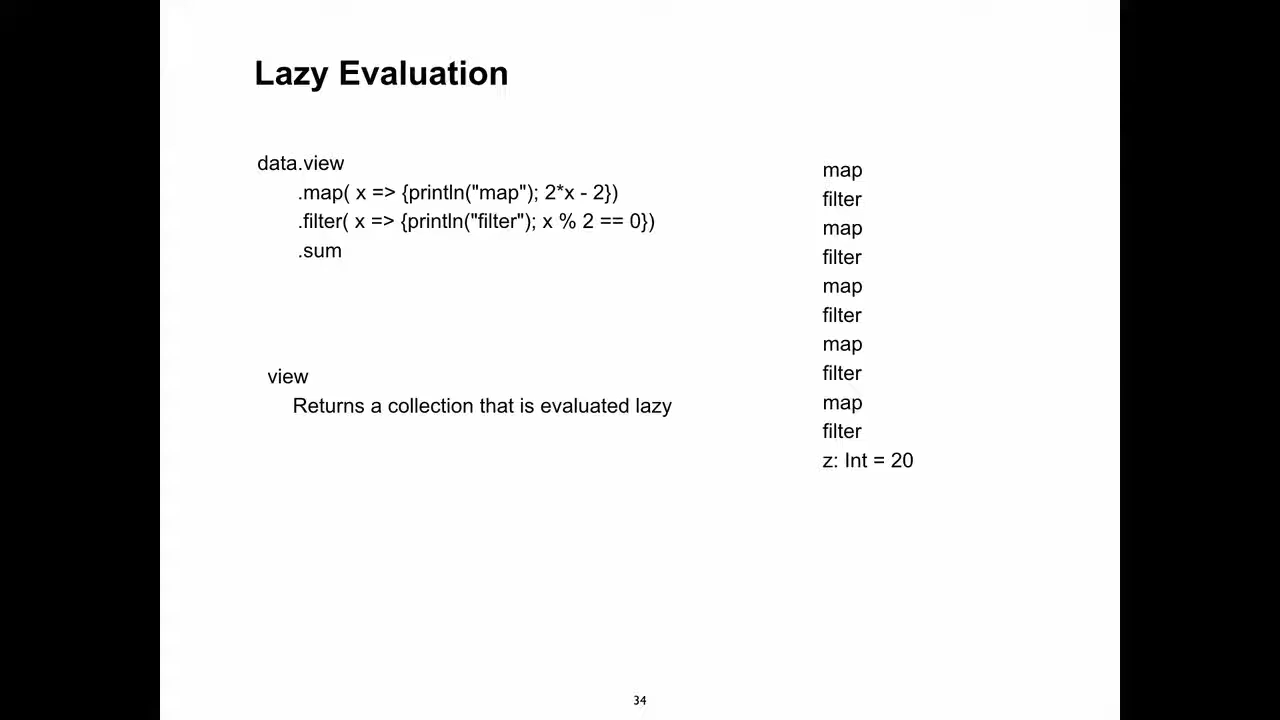 Lazy Evaluation
data.view
.map( x => {println("map"); 2*x - 2})
.filter( x => {println("filter"); x % 2 == 0})
.sum
view
Returns a collection that is evaluated lazy
map
filter
map
filter
map
filter
map
filter
map
filter
z: Int = 20
34